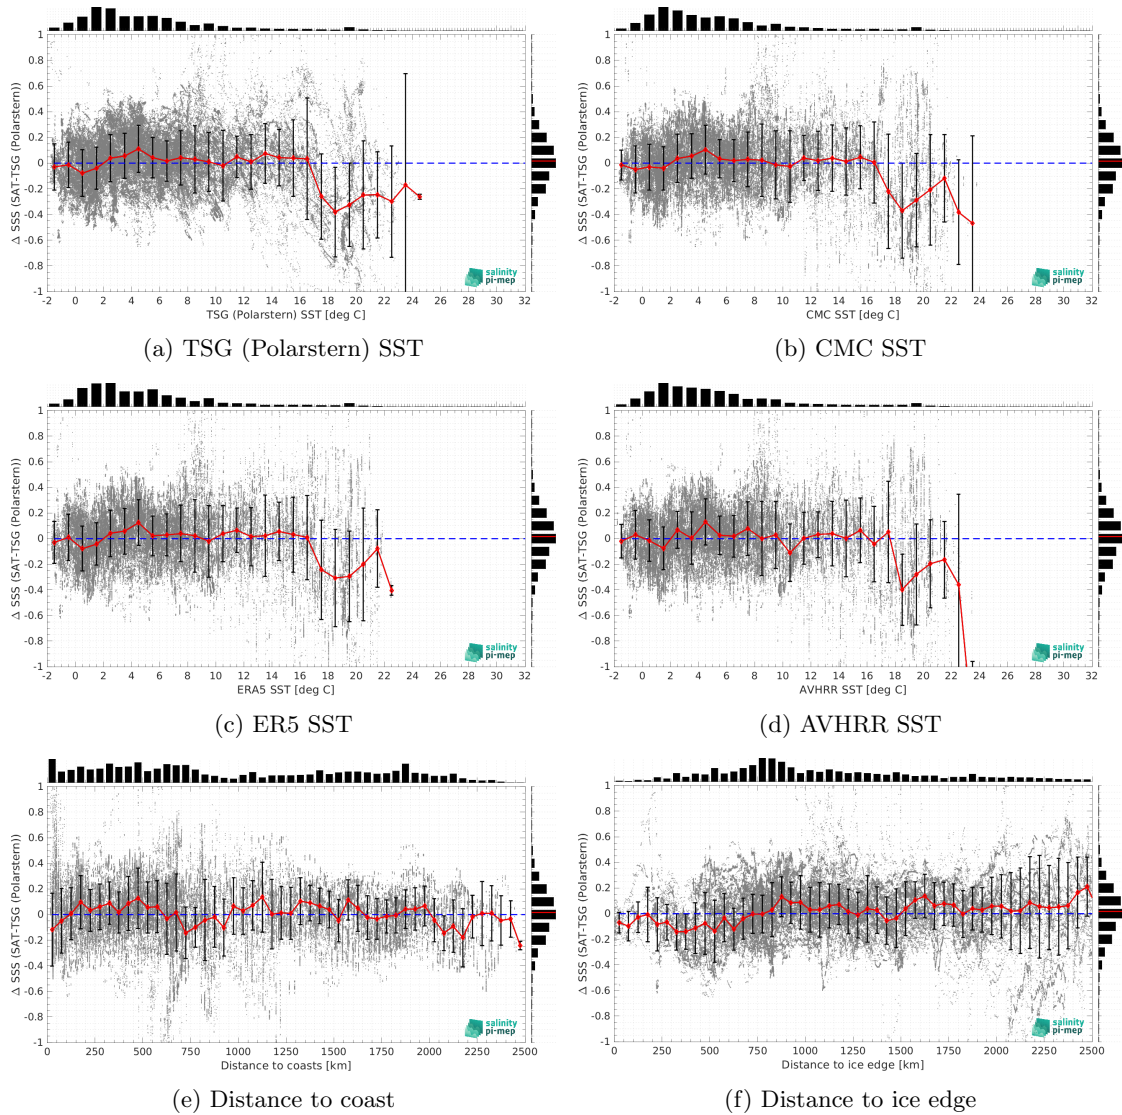 1
0.8
0.6
0.4
0.2
0
-0.2
-0.4
-0.6
-0.8
-1
Δ SSS (SAT-TSG (Polarstern))
salinity
pi-mep
-2 0 2 4 6 8 10 12 14 16 18 20 22 24 26 28 30 32
TSG (Polarstern) SST [deg C]
(a) TSG (Polarstern) SST
1
0.8
0.6
0.4
0.2
0
-0.2
-0.4
-0.6
-0.8
-1
Δ SSS (SAT-TSG (Polarstern))
salinity
pi-mep
-2 0 2 4 6 8 10 12 14 16 18 20 22 24 26 28 30 32
CMC SST [deg C]
(b) CMC SST
1
0.8
0.6
0.4
0.2
0
-0.2
-0.4
-0.6
-0.8
-1
Δ SSS (SAT-TSG (Polarstern))
salinity
pi-mep
-2 0 2 4 6 8 10 12 14 16 18 20 22 24 26 28 30 32
ERA5 SST [deg C]
(c) ER5 SST
1
0.8
0.6
0.4
0.2
0
-0.2
-0.4
-0.6
-0.8
-1
Δ SSS (SAT-TSG (Polarstern))
salinity
pi-mep
-2 0 2 4 6 8 10 12 14 16 18 20 22 24 26 28 30 32
AVHRR SST [deg C]
(d) AVHRR SST
1
0.8
0.6
0.4
0.2
0
-0.2
-0.4
-0.6
-0.8
-1
Δ SSS (SAT-TSG (Polarstern))
salinity
pi-mep
0 250 500 750 1000 1250 1500 1750 2000 2250 2500
Distance to coasts [km]
(e) Distance to coast
1
0.8
0.6
0.4
0.2
0
-0.2
-0.4
-0.6
-0.8
-1
Δ SSS (SAT-TSG (Polarstern))
salinity
pi-mep
0 250 500 750 1000 1250 1500 1750 2000 2250 2500
Distance to ice edge [km]
(f) Distance to ice edge